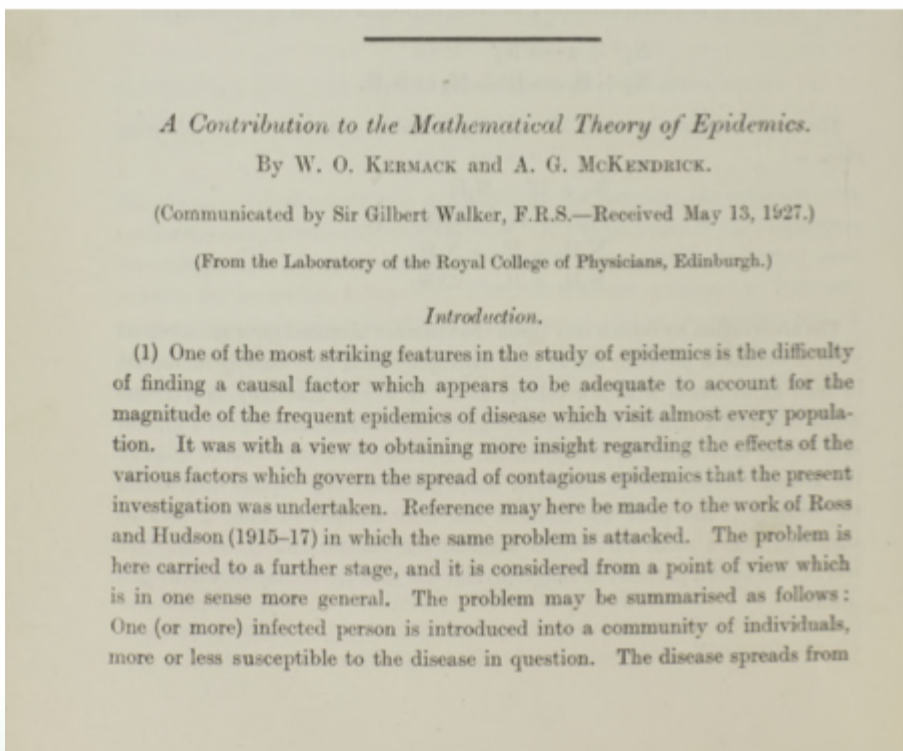 A Contribution to the Mathematical Theory of Epidemics.
By W. O. KERMACK and A. G. MCKENDRICK.
(Communicated by Sir Gilbert Walker, F.R.S.—Received May 13, 1927.)
(From the Laboratory of the Royal College of Physicians, Edinburgh.)
Introduction.
(1) One of the most striking features in the study of epidemics is the difficulty
of finding a causal factor which appears to be adequate to account for the
magnitude of the frequent epidemics of disease which visit almost every popula-
tion. It was with a view to obtaining more insight regarding the effects of the
various factors which govern the spread of contagious epidemics that the present
investigation was undertaken. Reference may here be made to the work of Ross
and Hudson (1915–17) in which the same problem is attacked. The problem is
here carried to a further stage, and it is considered from a point of view which
is in one sense more general. The problem may be summarised as follows:
One (or more) infected person is introduced into a community of individuals,
more or less susceptible to the disease in question. The disease spreads from